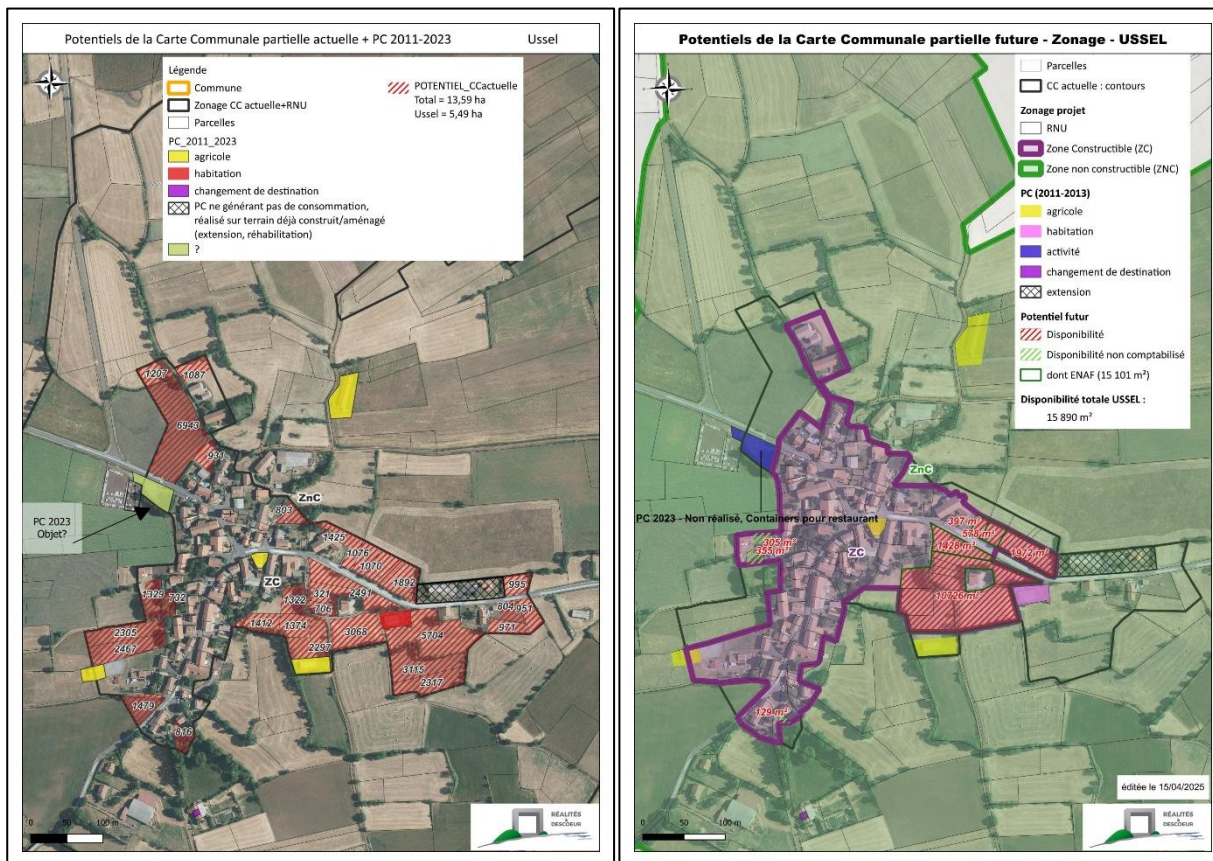 Potentiels de la Carte Communale partielle actuelle + PC 2011-2023 Ussel
Légende
Commune
Zonage CC actuelle+RNU
Parcelles
PC_2011_2023
agricole
habitation
changement de destination
PC ne générant pas de consommation,
réalisé sur terrain déjà construit/aménagé
(extension, réhabilitation)
?
POTENTIEL_CCactuelle
Total = 13,59 ha
Ussel = 5,49 ha
1207
1087
6943
931
ZnC
PC 2023
Objet?
803
1425
1076
1070
1892
ZC
1329
732
1322
321
706
2491
995
804
951
971
1412
1374
3068
5704
2305
2467
2297
3115
2317
1479
816
0 50 100 m
RÉALITÉS
&
DESCOEUR
Potentiels de la Carte Communale partielle future - Zonage - USSEL
Parcelles
CC actuelle : contours
Zonage projet
RNU
Zone Constructible (ZC)
Zone non constructible (ZNC)
PC (2011-2013)
agricole
habitation
activité
changement de destination
extension
Potentiel futur
Disponibilité
Disponibilité non comptabilisé
dont ENAF (15 101 m²)
Disponibilité totale USSEL :
15 890 m²
ZnC
PC 2023 - Non réalisé, Containers pour restaurant
397 m²
578 m²
1428 m²
1972 m²
305 m²
355 m²
ZC
10726 m²
129 m²
éditée le 15/04/2025
0 50 100 m
RÉALITÉS
&
DESCOEUR